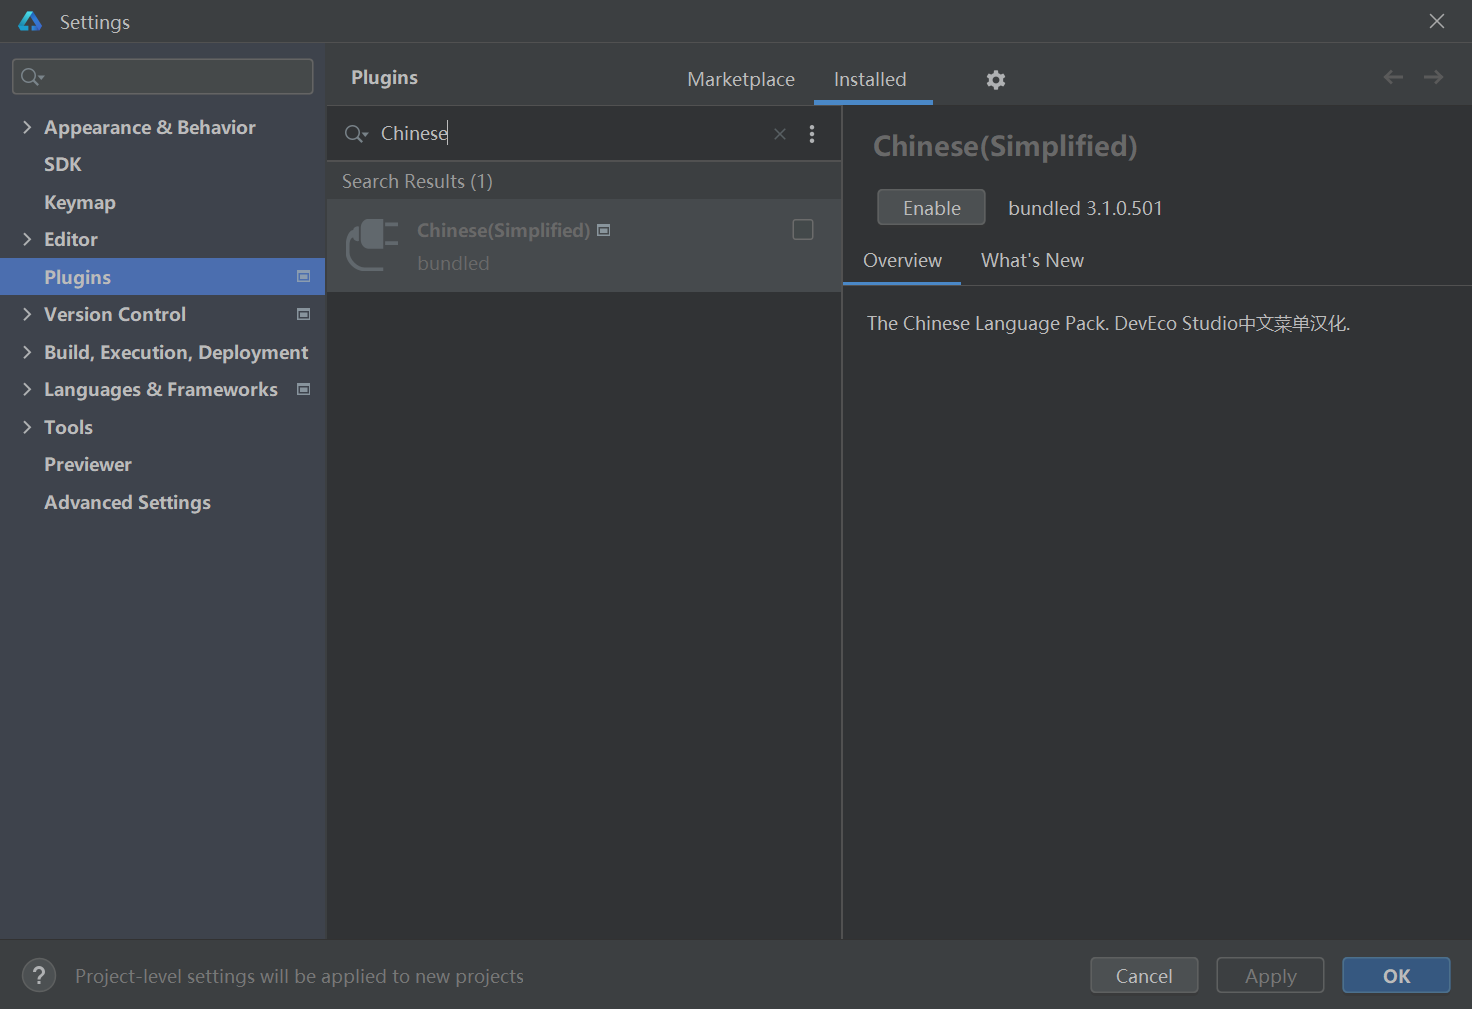 Settings
Plugins
Marketplace
Installed
Appearance & Behavior
SDK
Keymap
Editor
Plugins
Version Control
Build, Execution, Deployment
Languages & Frameworks
Tools
Previewer
Advanced Settings
Chinese
Search Results (1)
Chinese(Simplified)
bundled
Chinese(Simplified)
Enable
bundled 3.1.0.501
Overview
What's New
The Chinese Language Pack. DevEco Studio中文菜单汉化.
?
Project-level settings will be applied to new projects
Cancel
Apply
OK